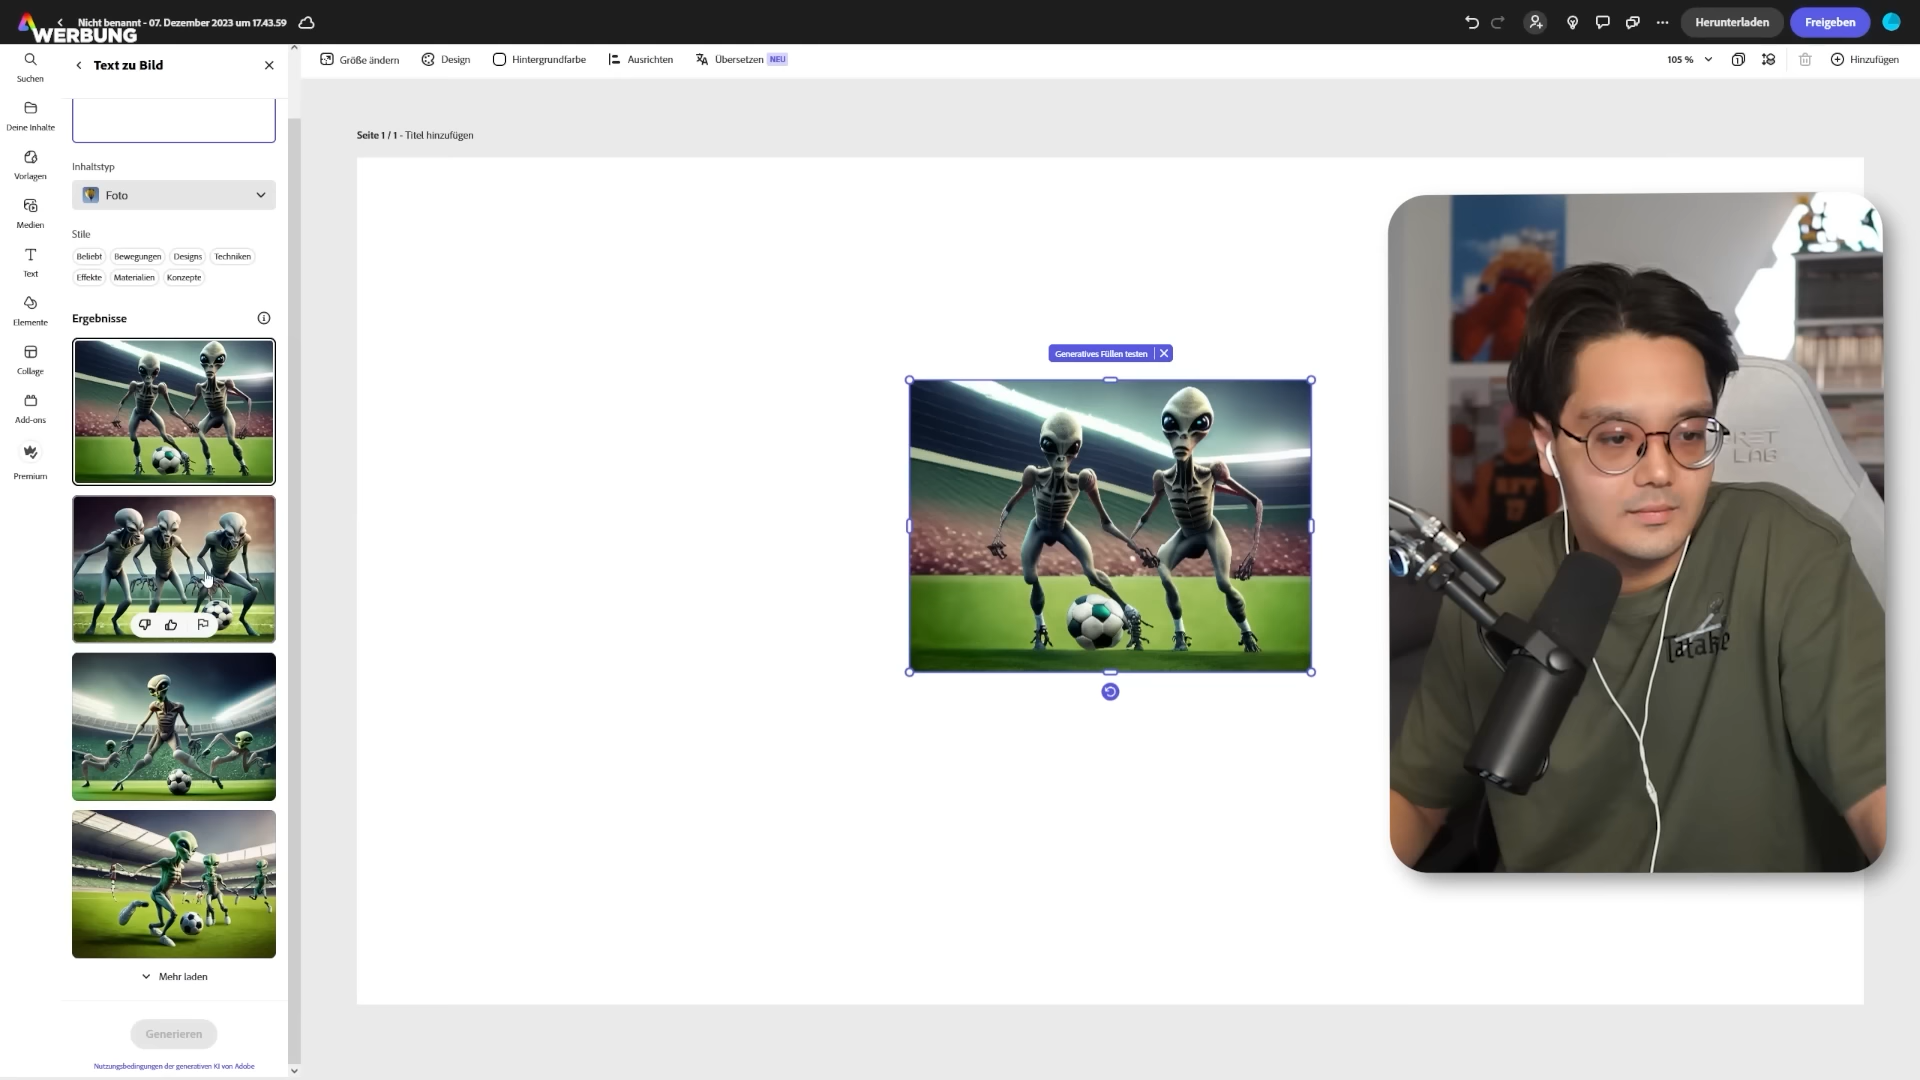 Nicht benannt - 07. Dezember 2023 um 17.43.59
WERBUNG
Herunterladen
Freigeben
Suchen
Deine Inhalte
Vorlagen
Medien
Text
Elemente
Collage
Add-ons
Premium
Text zu Bild
Inhaltstyp
Foto
Stile
Beliebt Bewegungen Designs Techniken
Effekte Materialien Konzepte
Ergebnisse
Mehr laden
Generieren
Nutzungsbedingungen der generativen KI von Adobe
Größe ändern Design Hintergrundfarbe Ausrichten Übersetzen NEU
105 %
Hinzufügen
Seite 1 / 1 - Titel hinzufügen
Generatives Füllen testen
LAB
Tatake